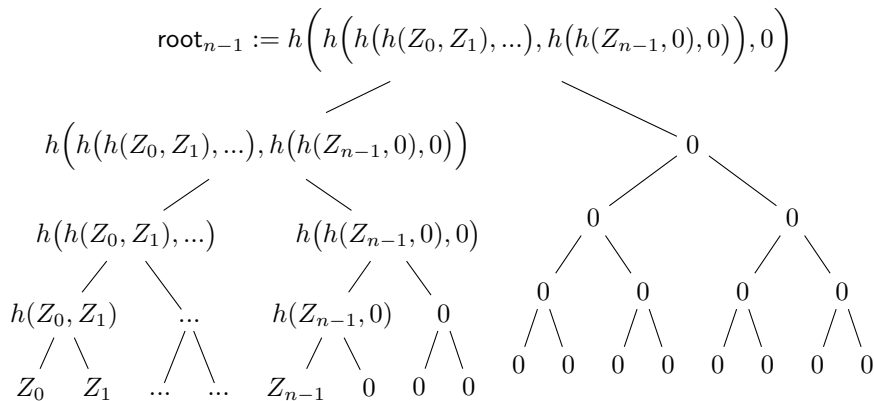 root_{n-1} := h(h(h(h(Z_0, Z_1), ...), h(h(Z_{n-1}, 0), 0)), 0)
h(h(h(Z_0, Z_1), ...), h(h(Z_{n-1}, 0), 0)) 0
h(h(Z_0, Z_1), ...) h(h(Z_{n-1}, 0), 0) 0 0
h(Z_0, Z_1) ... h(Z_{n-1}, 0) 0 0 0 0 0
Z_0 Z_1 ... ... Z_{n-1} 0 0 0 0 0 0 0 0 0 0 0